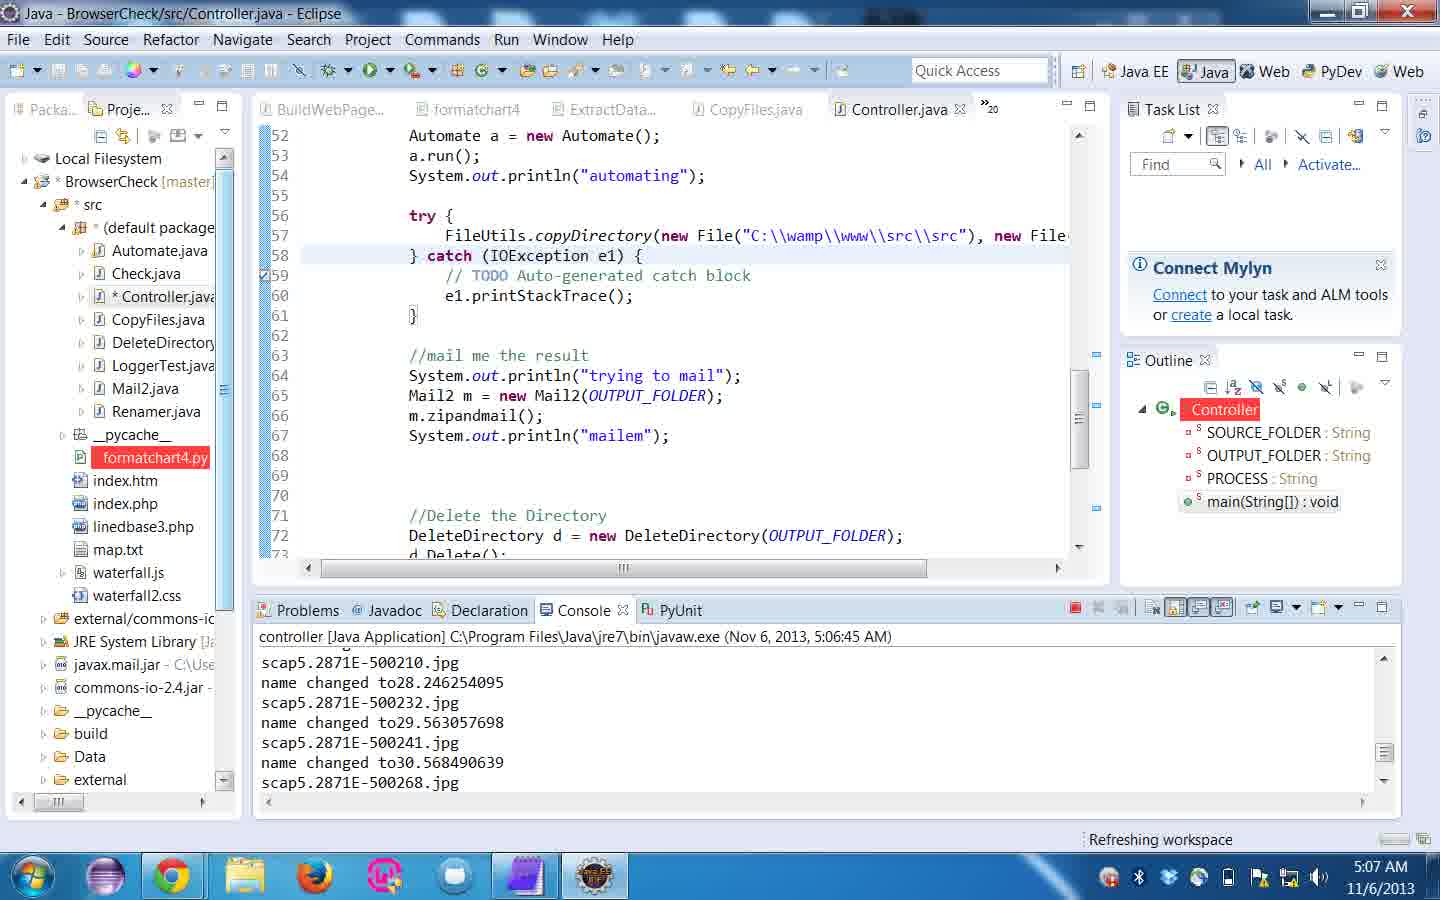 Java - BrowserCheck/src/Controller.java - Eclipse
File Edit Source Refactor Navigate Search Project Commands Run Window Help
Quick Access
Java EE Java Web PyDev Web
Packa... Proje...
Local Filesystem
* BrowserCheck [master]
* src
* (default package
Automate.java
Check.java
* Controller.java
CopyFiles.java
DeleteDirectory
LoggerTest.java
Mail2.java
Renamer.java
__pycache__
formatchart4.py
index.htm
index.php
linedbase3.php
map.txt
waterfall.js
waterfall2.css
external/commons-io
JRE System Library [Ja
javax.mail.jar - C:\Use
commons-io-2.4.jar -
__pycache__
build
Data
external
BuildWebPage... formatchart4 ExtractData... CopyFiles.java Controller.java »20
52 Automate a = new Automate();
53 a.run();
54 System.out.println("automating");
55
56 try {
57 FileUtils.copyDirectory(new File("C:\\wamp\\www\\src\\src"), new File(
58 } catch (IOException e1) {
59 // TODO Auto-generated catch block
60 e1.printStackTrace();
61 }
62
63 //mail me the result
64 System.out.println("trying to mail");
65 Mail2 m = new Mail2(OUTPUT_FOLDER);
66 m.zipandmail();
67 System.out.println("mailem");
68
69
70
71 //Delete the Directory
72 DeleteDirectory d = new DeleteDirectory(OUTPUT_FOLDER);
73 d.Delete();
Task List
Find All Activate...
Connect Mylyn
Connect to your task and ALM tools
or create a local task.
Outline
Controller
SOURCE_FOLDER : String
OUTPUT_FOLDER : String
PROCESS : String
main(String[]) : void
Problems @ Javadoc Declaration Console PyUnit
controller [Java Application] C:\Program Files\Java\jre7\bin\javaw.exe (Nov 6, 2013, 5:06:45 AM)
scap5.2871E-500210.jpg
name changed to28.246254095
scap5.2871E-500232.jpg
name changed to29.563057698
scap5.2871E-500241.jpg
name changed to30.568490639
scap5.2871E-500268.jpg
Refreshing workspace
5:07 AM
11/6/2013